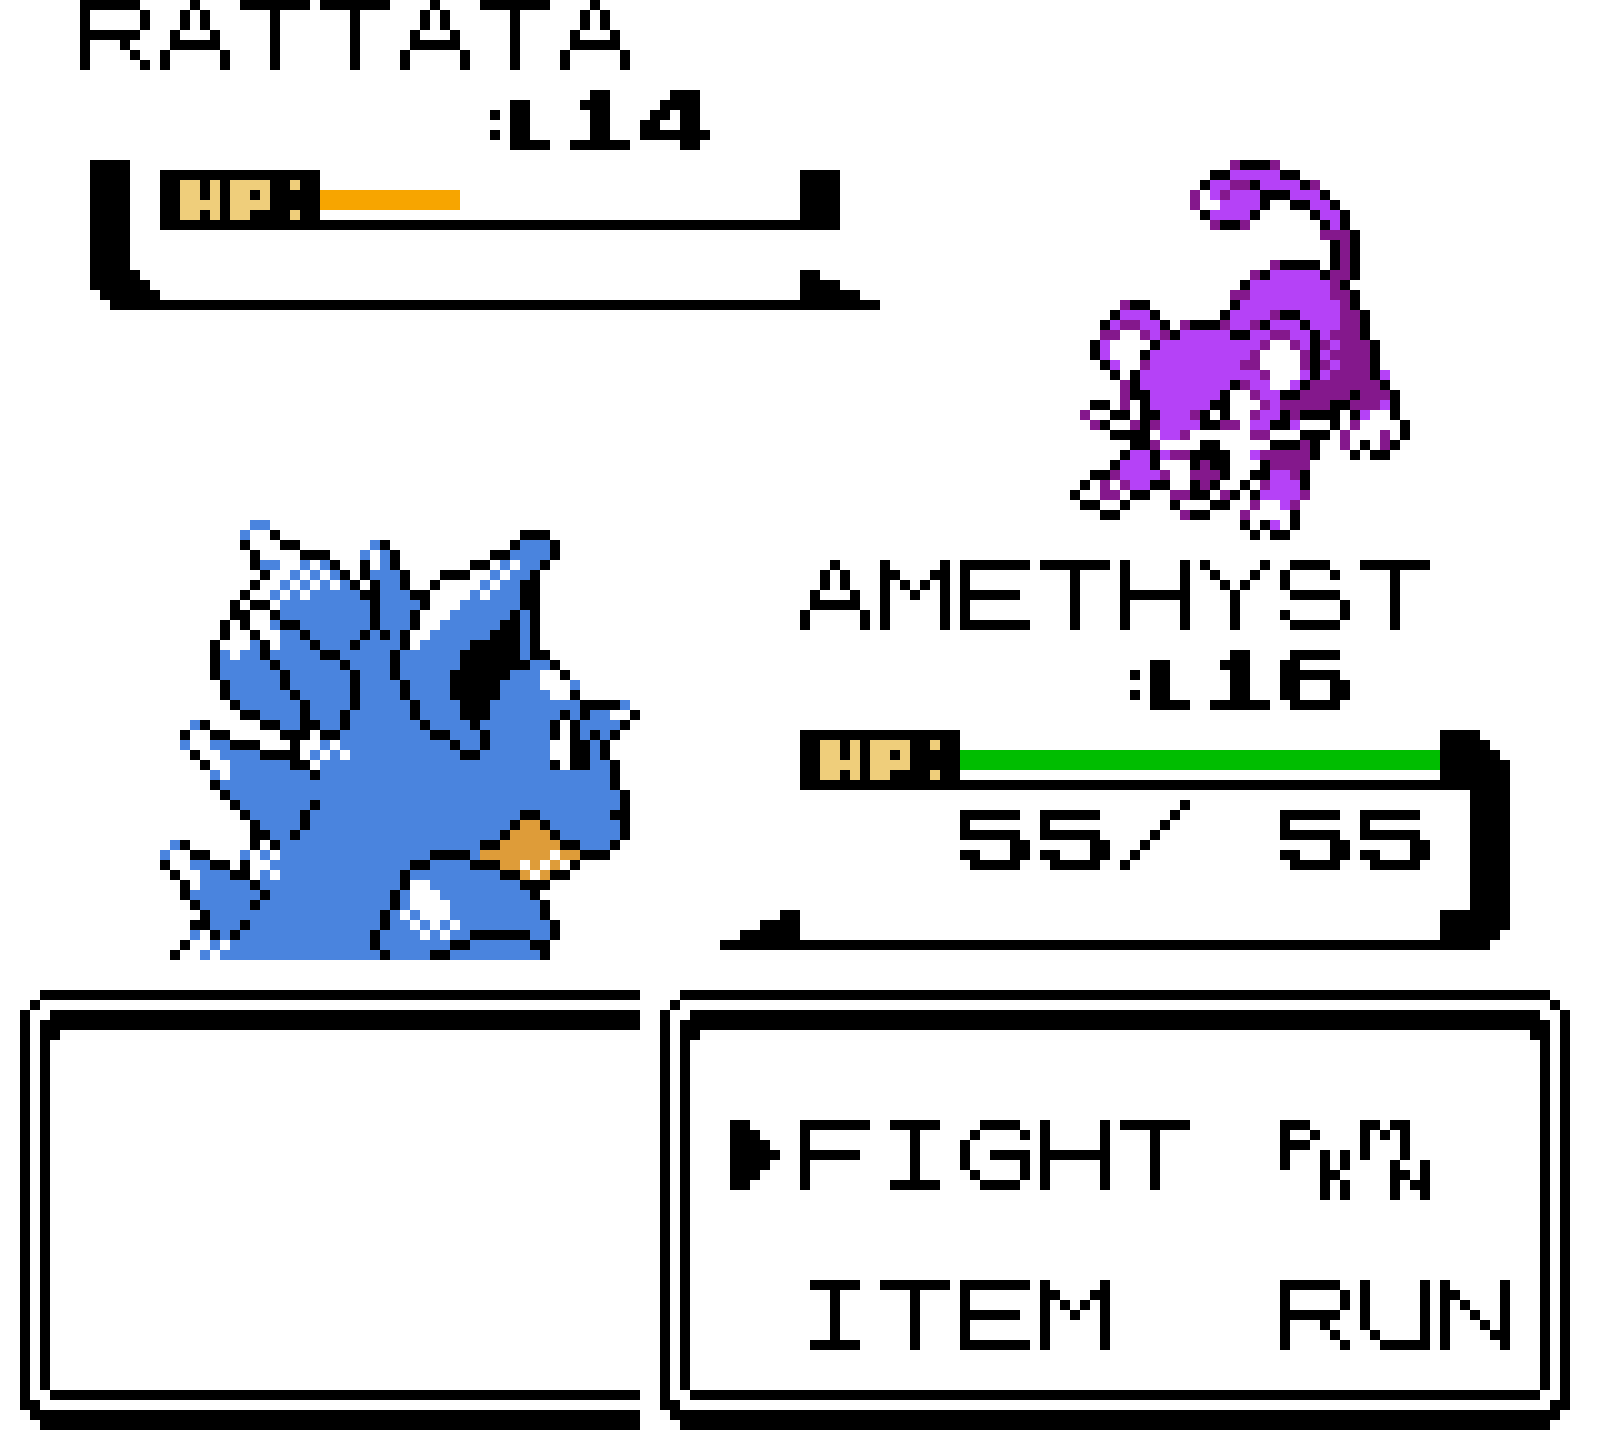 RATTATA
:L14
HP:
AMETHYST
:L16
HP:
55/ 55
▶FIGHT PKMN
ITEM RUN